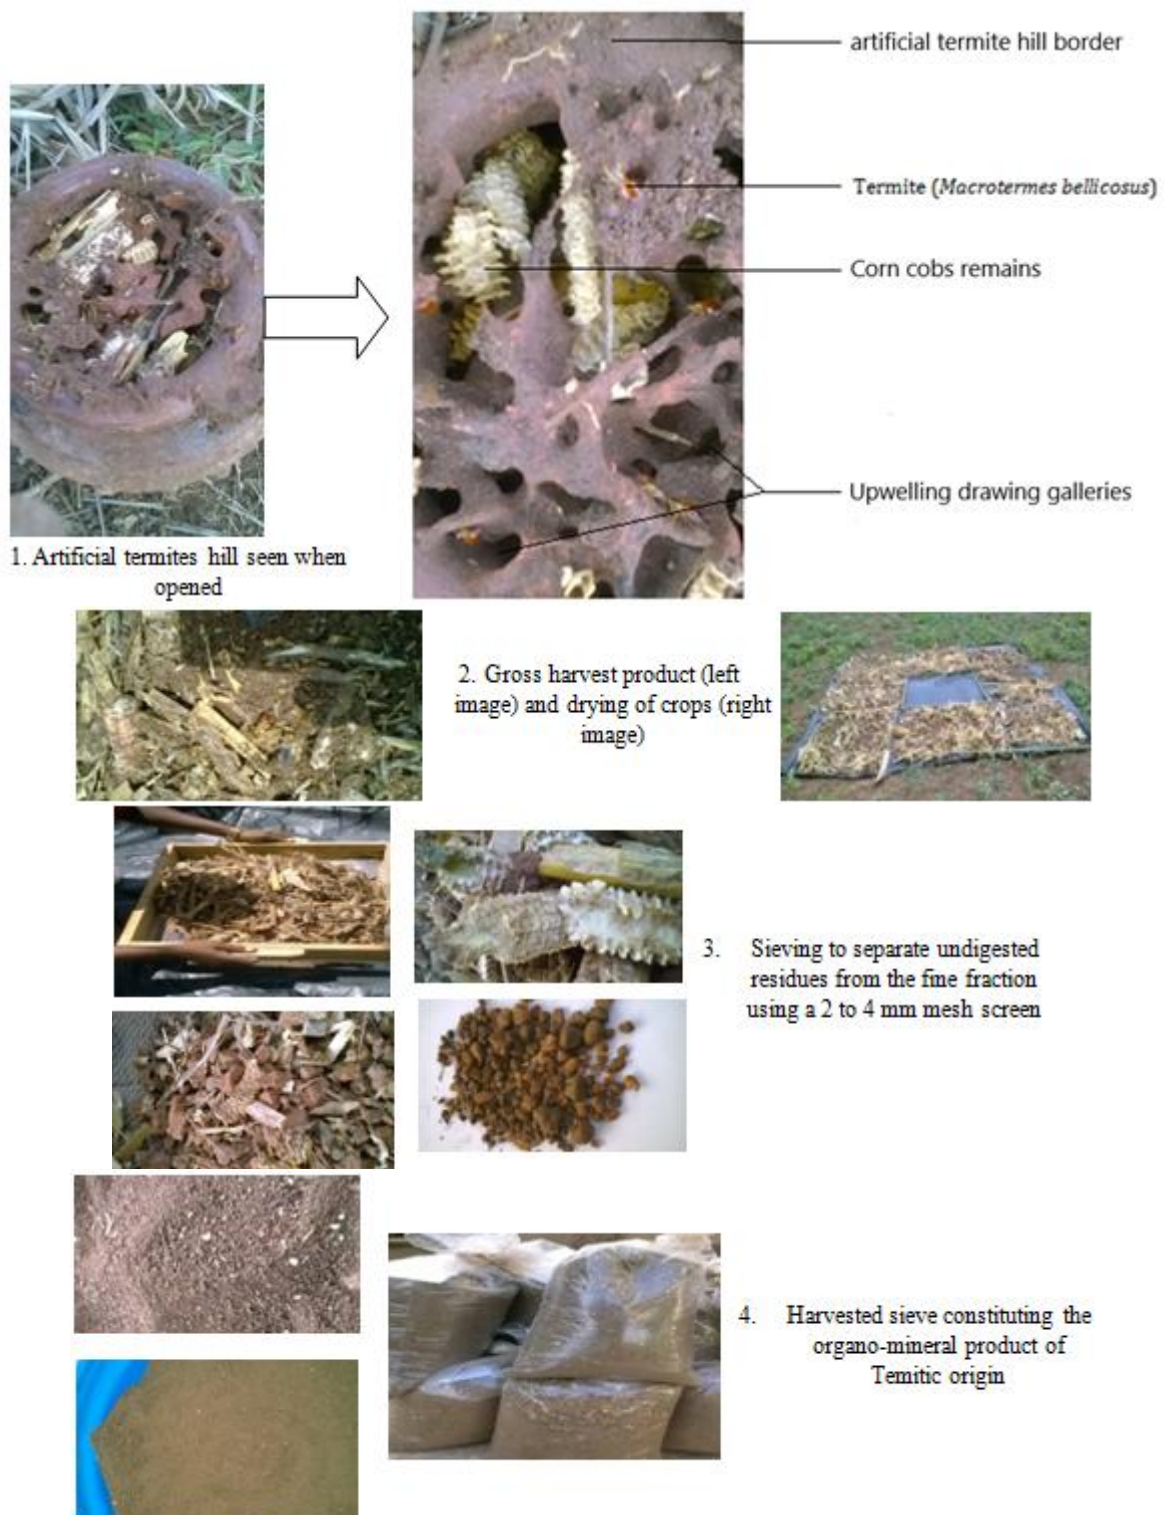 artificial termite hill border
Termite (Macrotermes bellicosus)
Corn cobs remains
Upwelling drawing galleries
1. Artificial termites hill seen when
opened
2. Gross harvest product (left
image) and drying of crops (right
image)
3. Sieving to separate undigested
residues from the fine fraction
using a 2 to 4 mm mesh screen
4. Harvested sieve constituting the
organo-mineral product of
Temitic origin